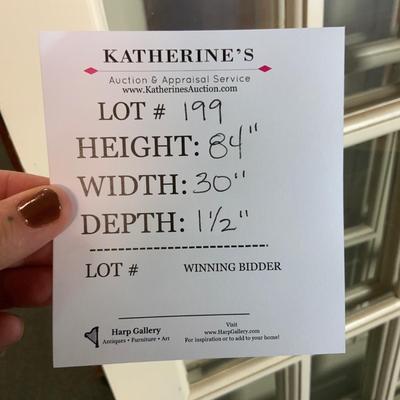 KATHERINE'S
Auction & Appraisal Service
www.KatherinesAuction.com
LOT # 199
HEIGHT: 84"
WIDTH: 30"
DEPTH: 1½"
LOT # WINNING BIDDER
Harp Gallery
Antiques • Furniture • Art
Visit
www.HarpGallery.com
For inspiration or to add to your home!